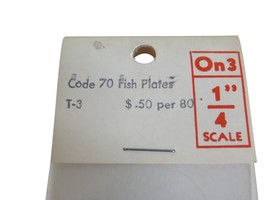 Code 70 Fish Plates
T-3 $.50 per 80
On3
1"
4
SCALE